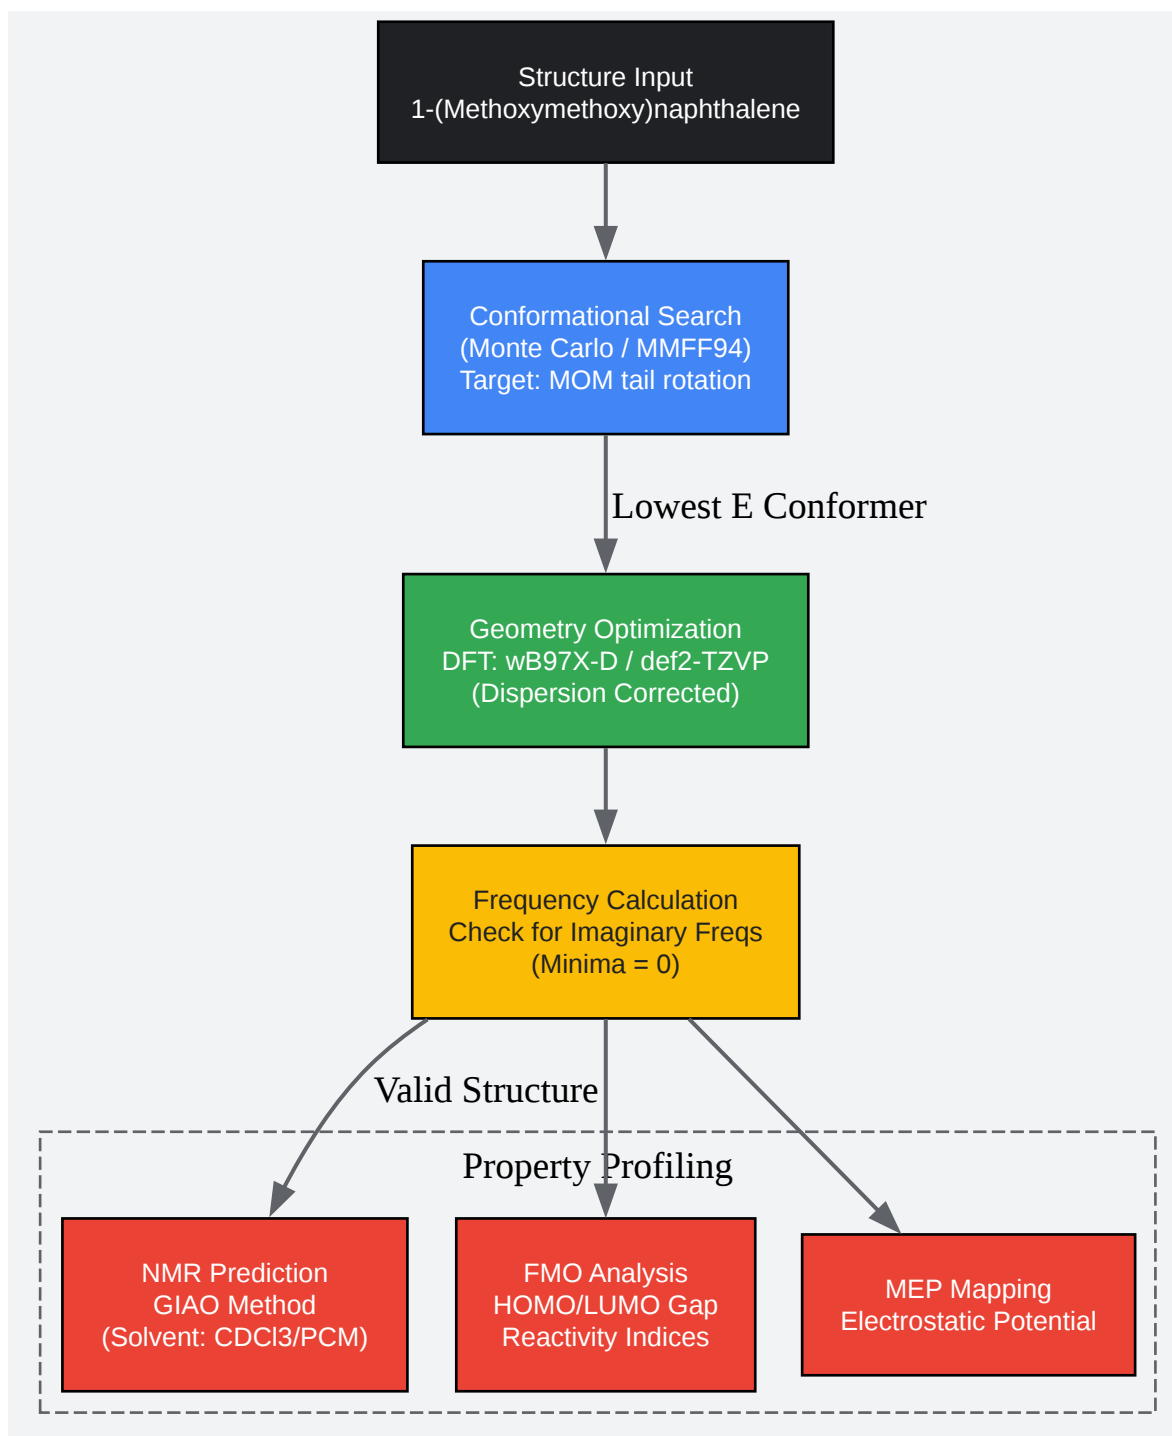 Structure Input
1-(Methoxymethoxy)naphthalene
Conformational Search
(Monte Carlo / MMFF94)
Target: MOM tail rotation
Lowest E Conformer
Geometry Optimization
DFT: wB97X-D / def2-TZVP
(Dispersion Corrected)
Frequency Calculation
Check for Imaginary Freqs
(Minima = 0)
Valid Structure
Property Profiling
NMR Prediction
GIAO Method
(Solvent: CDCl3/PCM)
FMO Analysis
HOMO/LUMO Gap
Reactivity Indices
MEP Mapping
Electrostatic Potential